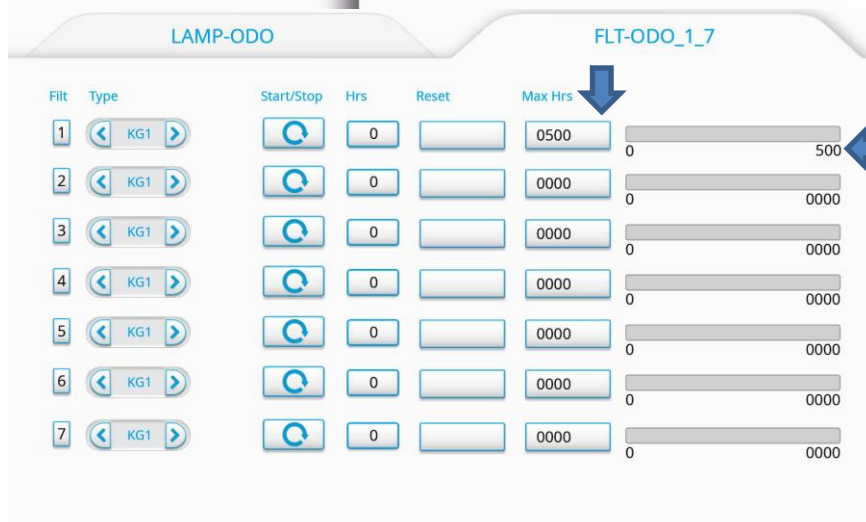 LAMP-ODO FLT-ODO_1_7
Filt Type Start/Stop Hrs Reset Max Hrs
1 KG1 0 0500
0 500
2 KG1 0 0000
0 0000
3 KG1 0 0000
0 0000
4 KG1 0 0000
0 0000
5 KG1 0 0000
0 0000
6 KG1 0 0000
0 0000
7 KG1 0 0000
0 0000